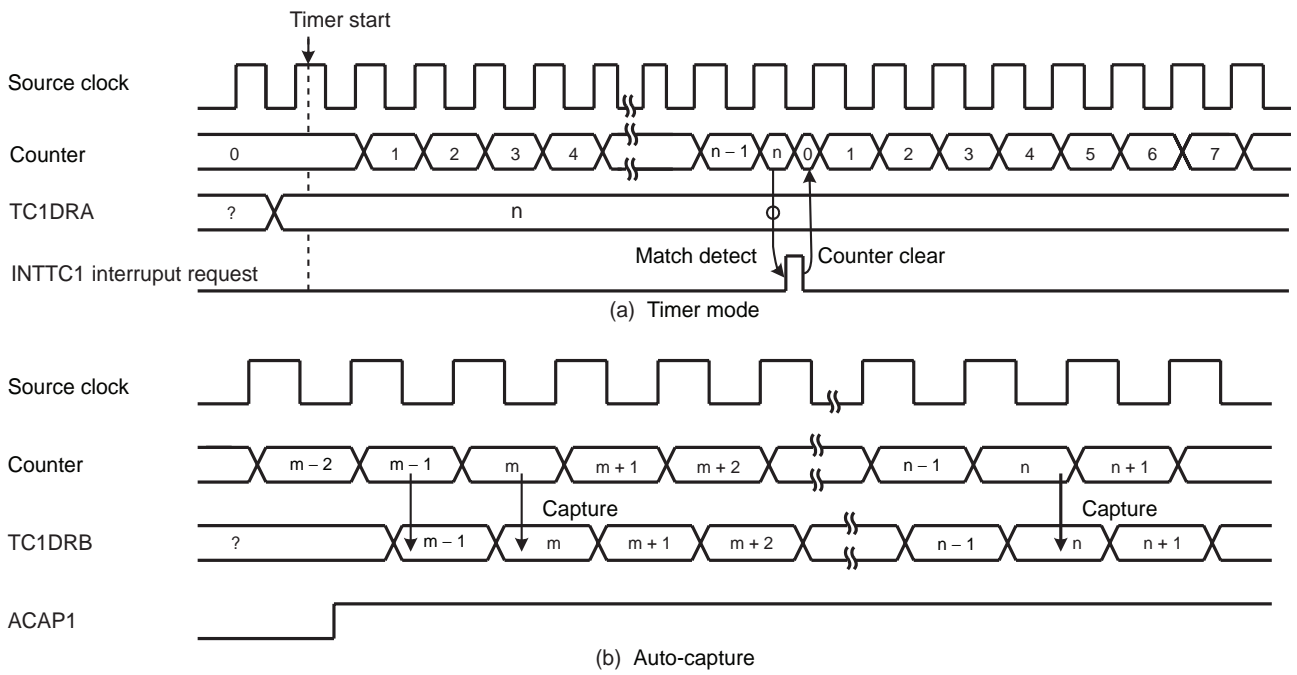 Timer start
Source clock
Counter 0 1 2 3 4 n – 1 n 0 1 2 3 4 5 6 7
TC1DRA ? n
Match detect Counter clear
INTTC1 interruput request
(a) Timer mode
Source clock
Counter m – 2 m – 1 m m + 1 m + 2 n – 1 n n + 1
Capture Capture
TC1DRB ? m – 1 m m + 1 m + 2 n – 1 n n + 1
ACAP1
(b) Auto-capture